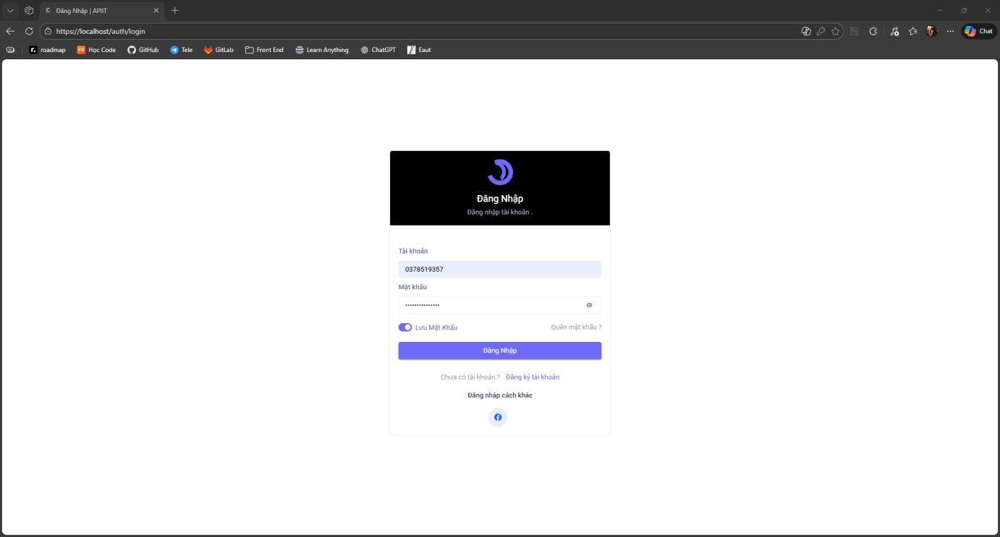 Đăng Nhập | APIIT
https://localhost/auth/login
Chat
roadmap
F8 Học Code
GitHub
Tele
GitLab
Front End
Learn Anything
ChatGPT
Eaut
Đăng Nhập
Đăng nhập tài khoản .
Tài khoản
0378519357
Mật khẩu
Lưu Mật Khẩu
Quên mật khẩu ?
Đăng Nhập
Chưa có tài khoản ? Đăng ký tài khoản
Đăng nhập cách khác